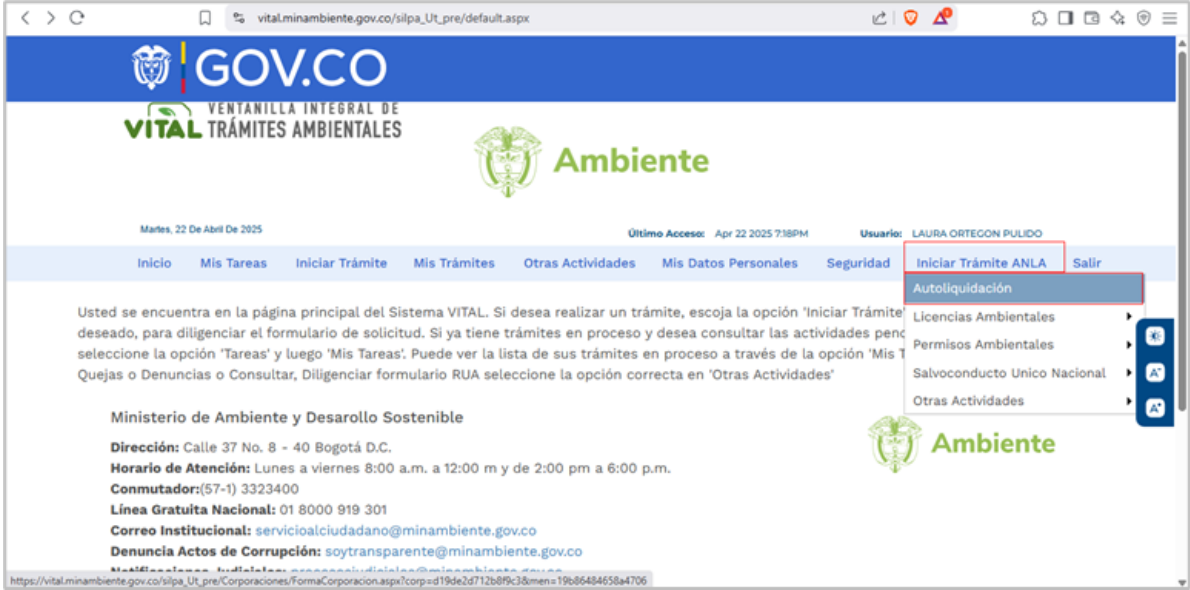 vital.minambiente.gov.co/silpa_Ut_pre/default.aspx
GOV.CO
VITAL VENTANILLA INTEGRAL DE
TRÁMITES AMBIENTALES
Ambiente
Martes, 22 De Abril De 2025
Último Acceso: Apr 22 2025 7:18PM Usuario: LAURA ORTEGON PULIDO
Inicio Mis Tareas Iniciar Trámite Mis Trámites Otras Actividades Mis Datos Personales Seguridad Iniciar Trámite ANLA Salir
Autoliquidación
Licencias Ambientales
Permisos Ambientales
Salvoconducto Unico Nacional
Otras Actividades
Usted se encuentra en la página principal del Sistema VITAL. Si desea realizar un trámite, escoja la opción 'Iniciar Trámite'
deseado, para diligenciar el formulario de solicitud. Si ya tiene trámites en proceso y desea consultar las actividades
seleccione la opción 'Tareas' y luego 'Mis Tareas'. Puede ver la lista de sus trámites en proceso a través de la opción 'Mis
Quejas o Denuncias o Consultar, Diligenciar formulario RUA seleccione la opción correcta en 'Otras Actividades'
A-
A+
Ministerio de Ambiente y Desarollo Sostenible
Dirección: Calle 37 No. 8 - 40 Bogotá D.C.
Horario de Atención: Lunes a viernes 8:00 a.m. a 12:00 m y de 2:00 pm a 6:00 p.m.
Conmutador:(57-1) 3323400
Línea Gratuita Nacional: 01 8000 919 301
Correo Institucional: servicioalciudadano@minambiente.gov.co
Denuncia Actos de Corrupción: soytransparente@minambiente.gov.co
Ambiente
https://vital.minambiente.gov.co/silpa_Ut_pre/Corporaciones/FormaCorporacion.aspx?corp=d19de2d712b8f9c3&men=19b86484658a4706